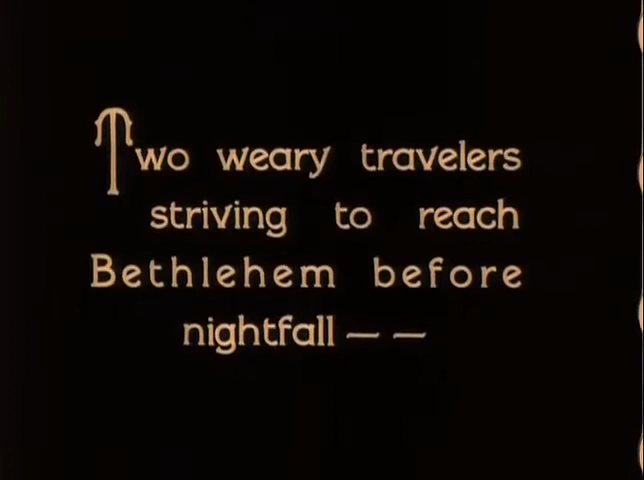 Two weary travelers
striving to reach
Bethlehem before
nightfall — —